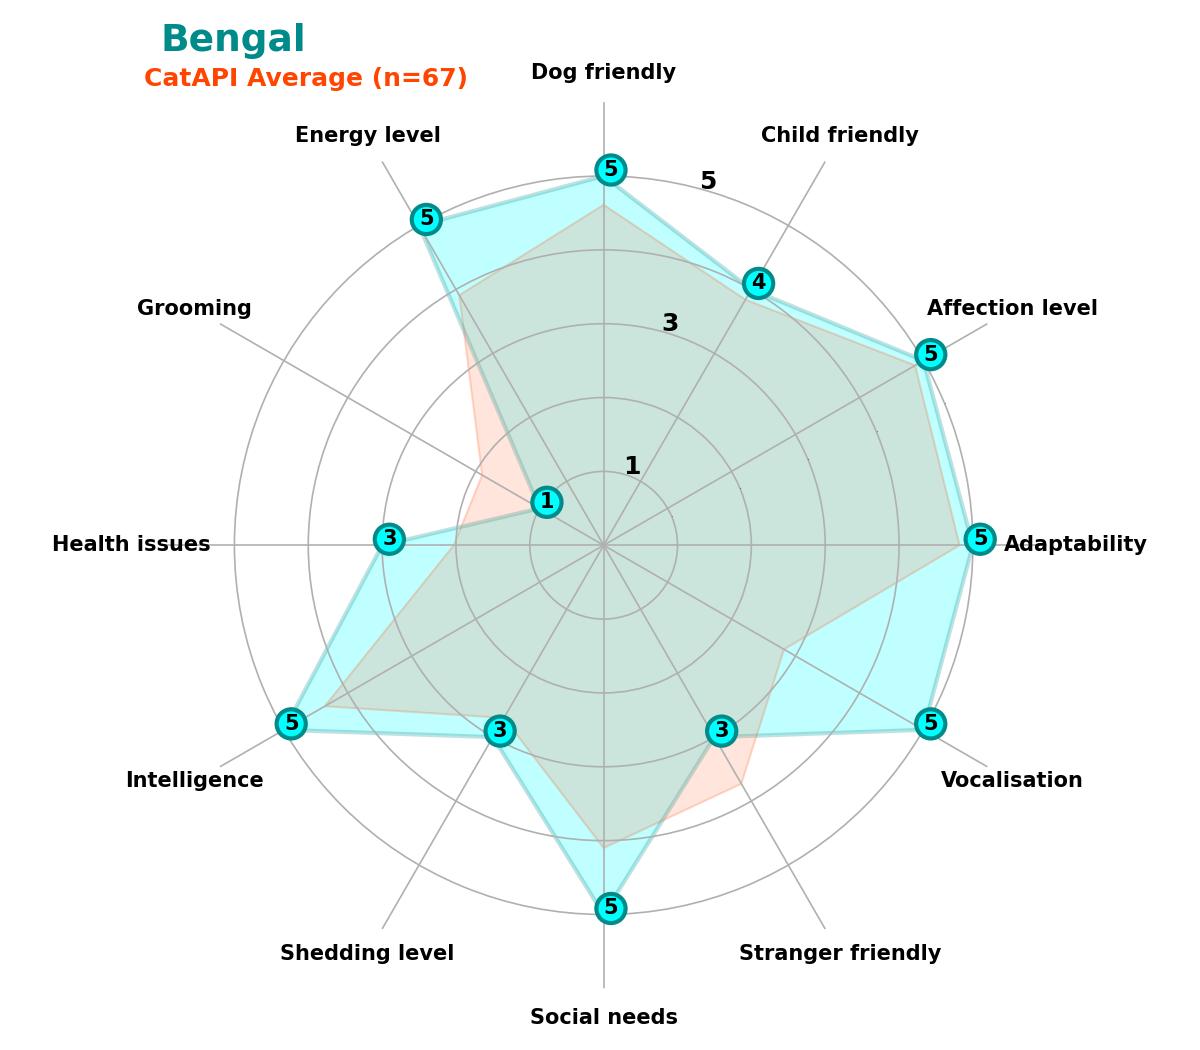 Bengal
CatAPI Average (n=67)
Dog friendly
Energy level
Child friendly
5
5
5
Grooming
4
Affection level
3
5
1
1
Health issues
3
5
Adaptability
5
3
3
5
Intelligence
Vocalisation
5
Shedding level
Stranger friendly
Social needs